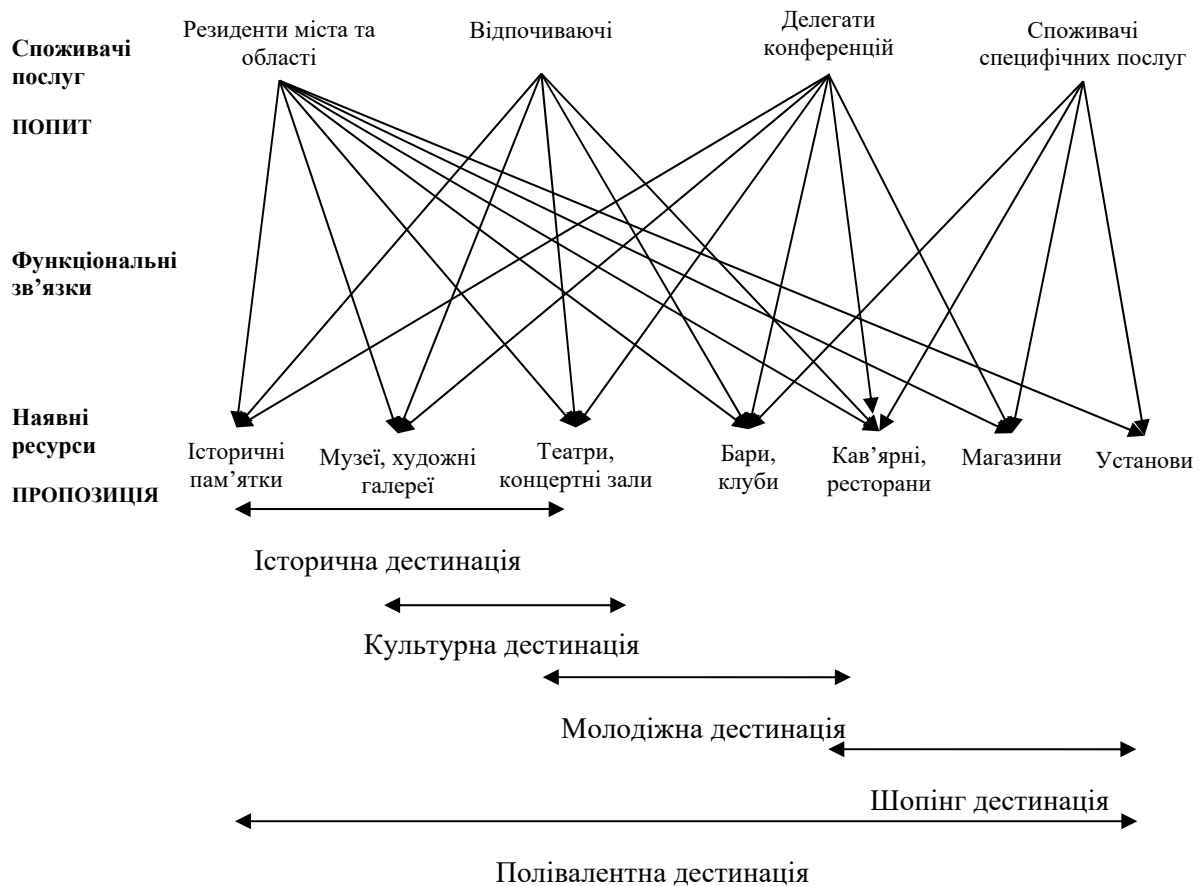 Споживачі
послуг
ПОПИТ
Резиденти міста та
області
Відпочиваючі
Делегати
конференцій
Споживачі
специфічних послуг
Функціональні
зв’язки
Наявні
ресурси
ПРОПОЗИЦІЯ
Історичні
пам’ятки
Музеї, художні
галереї
Театри,
концертні зали
Бари,
клуби
Кав’ярні,
ресторани
Магазини
Установи
Історична дестинація
Культурна дестинація
Молодіжна дестинація
Шопінг дестинація
Полівалентна дестинація